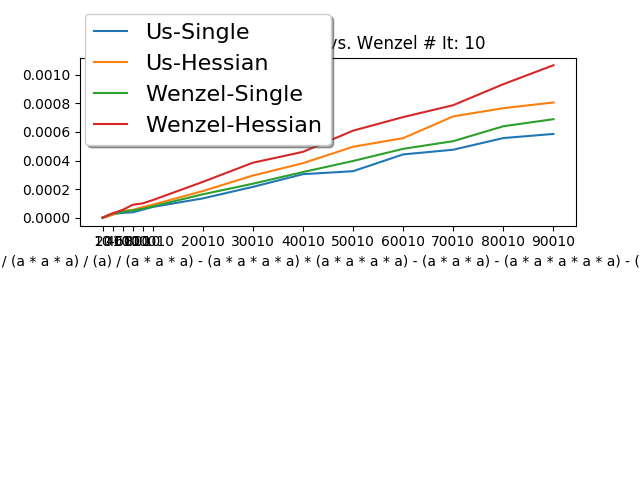 Us-Single
Us-Hessian
Wenzel-Single
Wenzel-Hessian
vs. Wenzel # It: 10
0.0010
0.0008
0.0006
0.0004
0.0002
0.0000
20010 30010 40010 50010 60010 70010 80010 90010
/ (a * a * a) / (a) / (a * a * a) - (a * a * a * a) * (a * a * a * a) - (a * a * a) - (a * a * a * a * a) - (